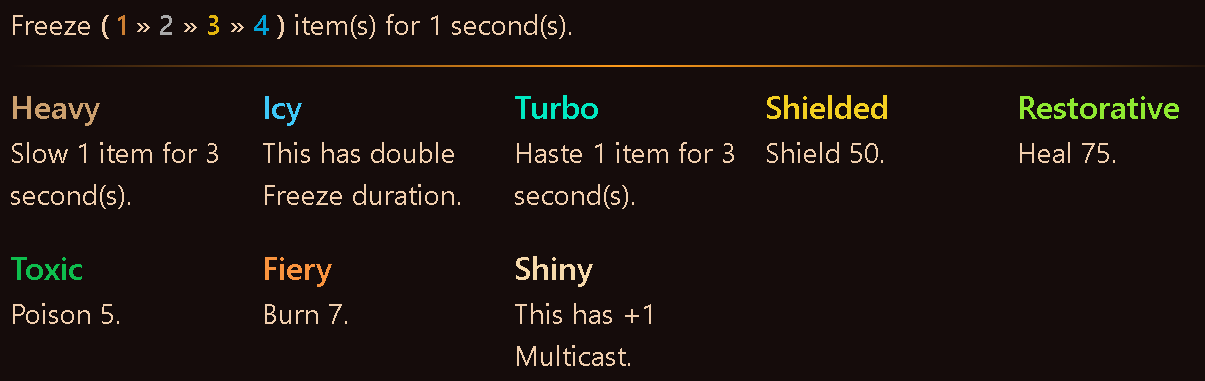 Freeze ( 1 » 2 » 3 » 4 ) item(s) for 1 second(s).
Heavy
Slow 1 item for 3
second(s).
Icy
This has double
Freeze duration.
Turbo
Haste 1 item for 3
second(s).
Shielded
Shield 50.
Restorative
Heal 75.
Toxic
Poison 5.
Fiery
Burn 7.
Shiny
This has +1
Multicast.